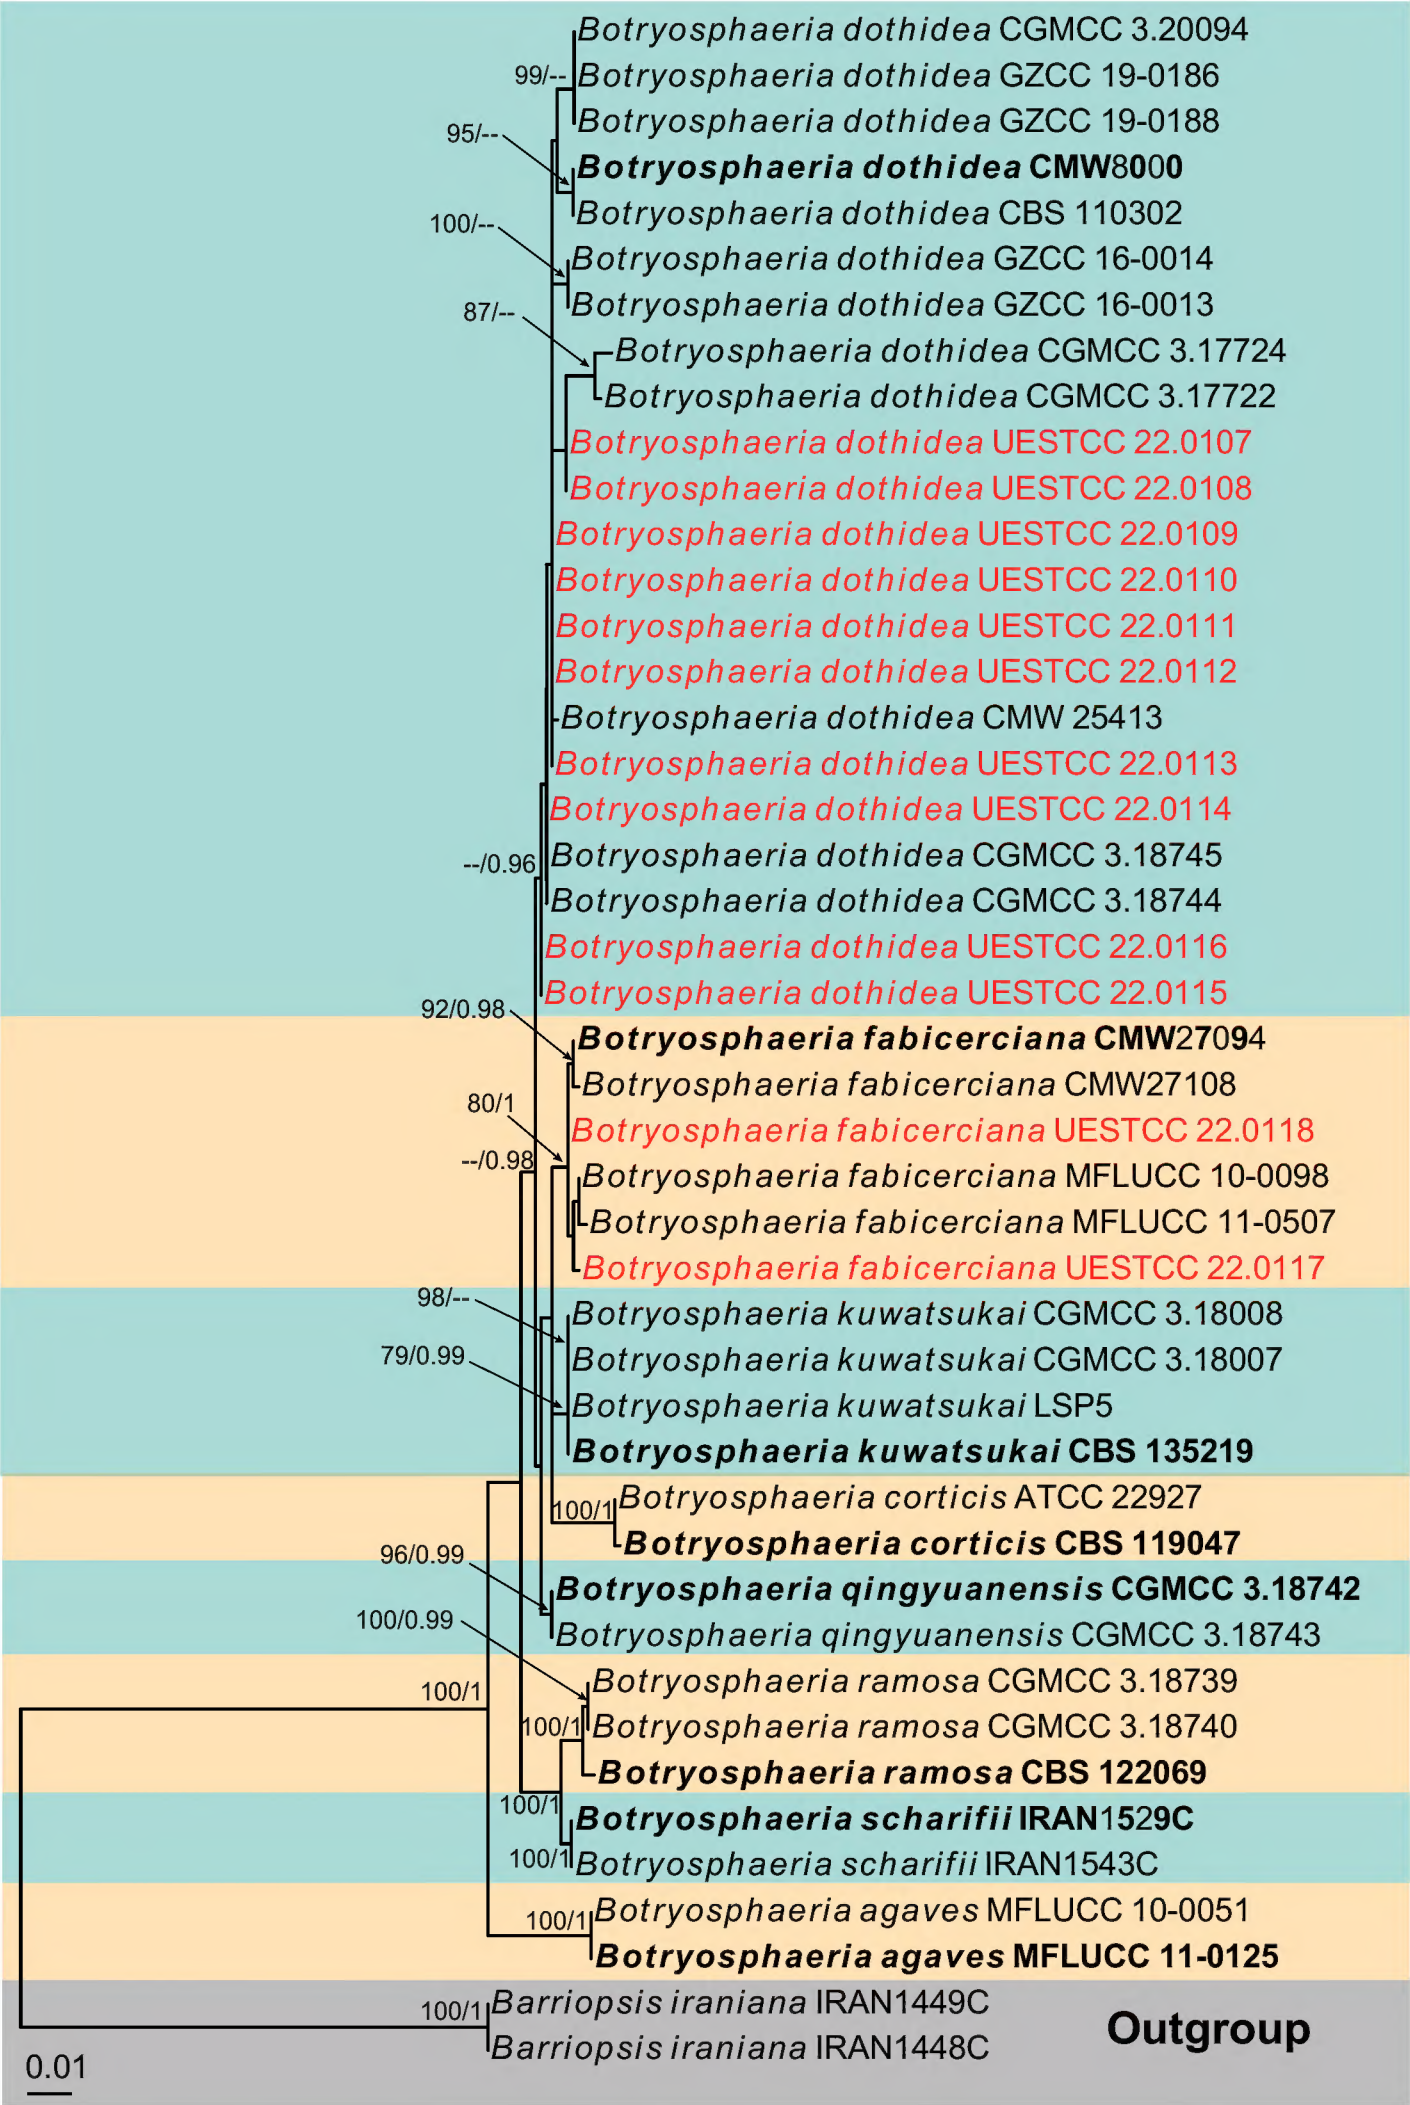 Botryosphaeria dothidea CGMCC 3.20094
99/--
Botryosphaeria dothidea GZCC 19-0186
Botryosphaeria dothidea GZCC 19-0188
95/--
Botryosphaeria dothidea CMW8000
Botryosphaeria dothidea CBS 110302
100/--
Botryosphaeria dothidea GZCC 16-0014
Botryosphaeria dothidea GZCC 16-0013
87/--
Botryosphaeria dothidea CGMCC 3.17724
Botryosphaeria dothidea CGMCC 3.17722
Botryosphaeria dothidea UESTCC 22.0107
Botryosphaeria dothidea UESTCC 22.0108
Botryosphaeria dothidea UESTCC 22.0109
Botryosphaeria dothidea UESTCC 22.0110
Botryosphaeria dothidea UESTCC 22.0111
Botryosphaeria dothidea UESTCC 22.0112
Botryosphaeria dothidea CMW 25413
Botryosphaeria dothidea UESTCC 22.0113
Botryosphaeria dothidea UESTCC 22.0114
--/0.96
Botryosphaeria dothidea CGMCC 3.18745
Botryosphaeria dothidea CGMCC 3.18744
Botryosphaeria dothidea UESTCC 22.0116
Botryosphaeria dothidea UESTCC 22.0115
92/0.98
Botryosphaeria fabicerciana CMW27094
Botryosphaeria fabicerciana CMW27108
80/1
Botryosphaeria fabicerciana UESTCC 22.0118
--/0.98
Botryosphaeria fabicerciana MFLUCC 10-0098
Botryosphaeria fabicerciana MFLUCC 11-0507
Botryosphaeria fabicerciana UESTCC 22.0117
98/--
Botryosphaeria kuwatsukai CGMCC 3.18008
79/0.99
Botryosphaeria kuwatsukai CGMCC 3.18007
Botryosphaeria kuwatsukai LSP5
Botryosphaeria kuwatsukai CBS 135219
Botryosphaeria corticis ATCC 22927
100/1
Botryosphaeria corticis CBS 119047
96/0.99
Botryosphaeria qingyuanensis CGMCC 3.18742
100/0.99
Botryosphaeria qingyuanensis CGMCC 3.18743
Botryosphaeria ramosa CGMCC 3.18739
100/1
100/1
Botryosphaeria ramosa CGMCC 3.18740
Botryosphaeria ramosa CBS 122069
100/1
Botryosphaeria scharifii IRAN1529C
100/1
Botryosphaeria scharifii IRAN1543C
Botryosphaeria agaves MFLUCC 10-0051
100/1
Botryosphaeria agaves MFLUCC 11-0125
Barriopsis iraniana IRAN1449C
100/1
Outgroup
Barriopsis iraniana IRAN1448C
0.01